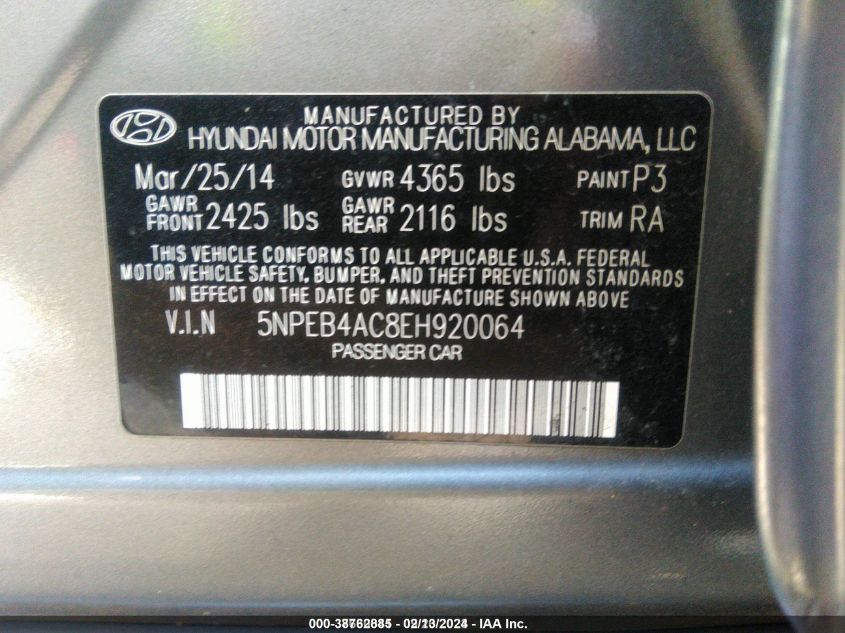 MANUFACTURED BY
HYUNDAI MOTOR MANUFACTURING ALABAMA, LLC
Mar/25/14 GVWR 4365 lbs PAINT P3
GAWR FRONT 2425 lbs GAWR REAR 2116 lbs TRIM RA
THIS VEHICLE CONFORMS TO ALL APPLICABLE U.S.A. FEDERAL
MOTOR VEHICLE SAFETY, BUMPER, AND THEFT PREVENTION STANDARDS
IN EFFECT ON THE DATE OF MANUFACTURE SHOWN ABOVE
V.I.N 5NPEB4AC8EH920064
PASSENGER CAR
- IAA Inc.